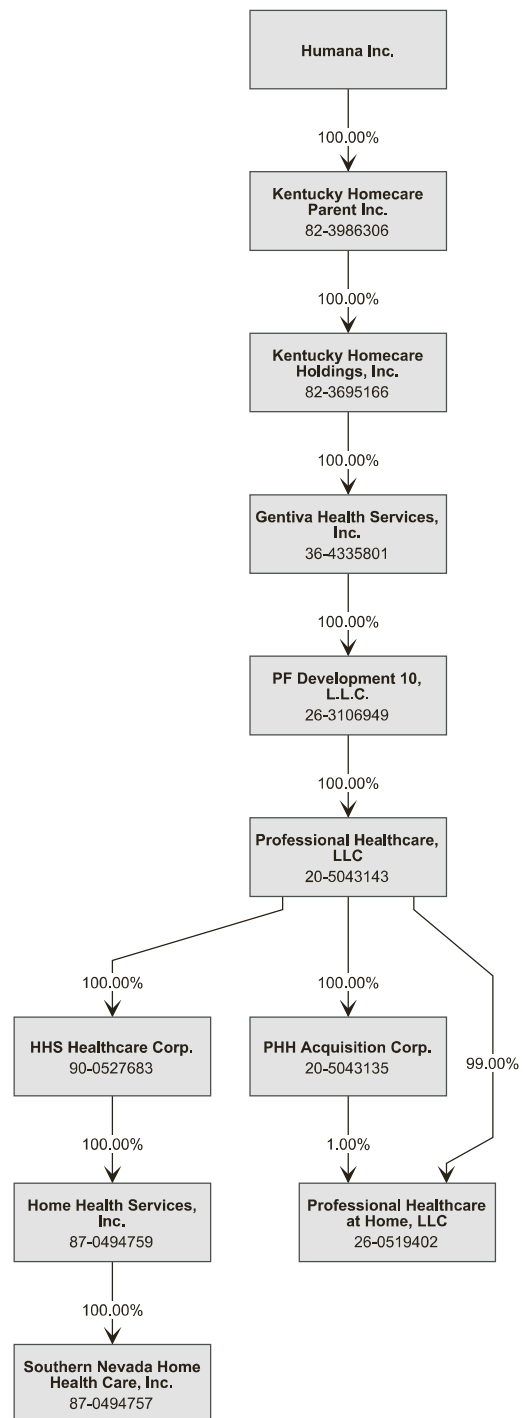 Humana Inc.
100.00%
Kentucky Homecare
Parent Inc.
82-3986306
100.00%
Kentucky Homecare
Holdings, Inc.
82-3695166
100.00%
Gentiva Health Services,
Inc.
36-4335801
100.00%
PF Development 10,
L.L.C.
26-3106949
100.00%
Professional Healthcare,
LLC
20-5043143
100.00%
100.00%
99.00%
HHS Healthcare Corp.
90-0527683
PHH Acquisition Corp.
20-5043135
100.00%
1.00%
Home Health Services,
Inc.
87-0494759
Professional Healthcare
at Home, LLC
26-0519402
100.00%
Southern Nevada Home
Health Care, Inc.
87-0494757